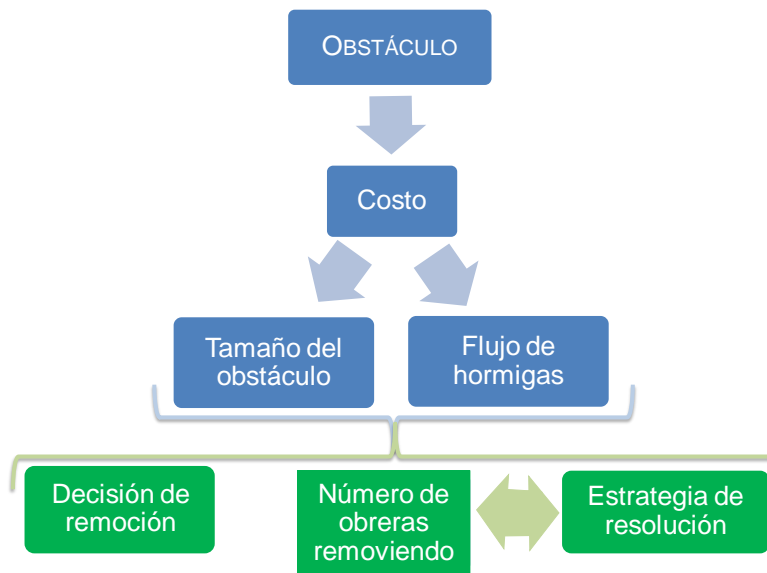 OBSTÁCULO
Costo
Tamaño del
obstáculo
Flujo de
hormigas
Decisión de
remoción
Número de
obreras
removiendo
Estrategia de
resolución